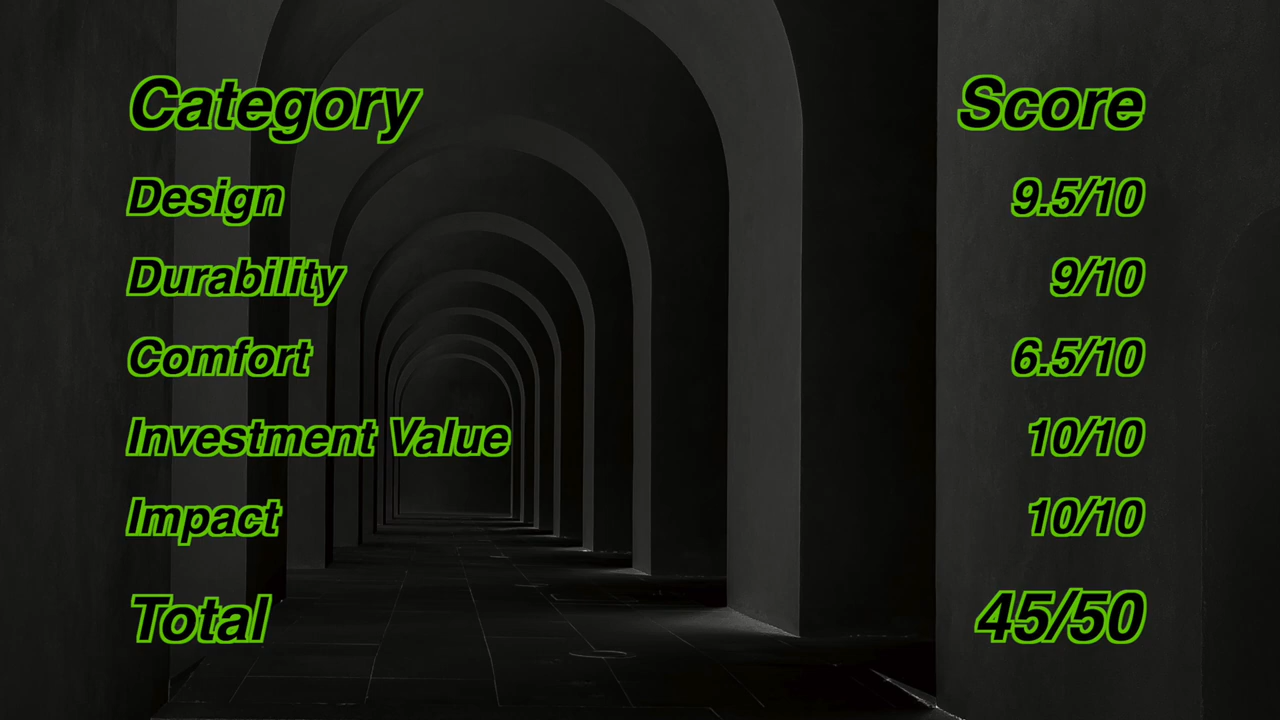 Category Score
Design 9.5/10
Durability 9/10
Comfort 6.5/10
Investment Value 10/10
Impact 10/10
Total 45/50